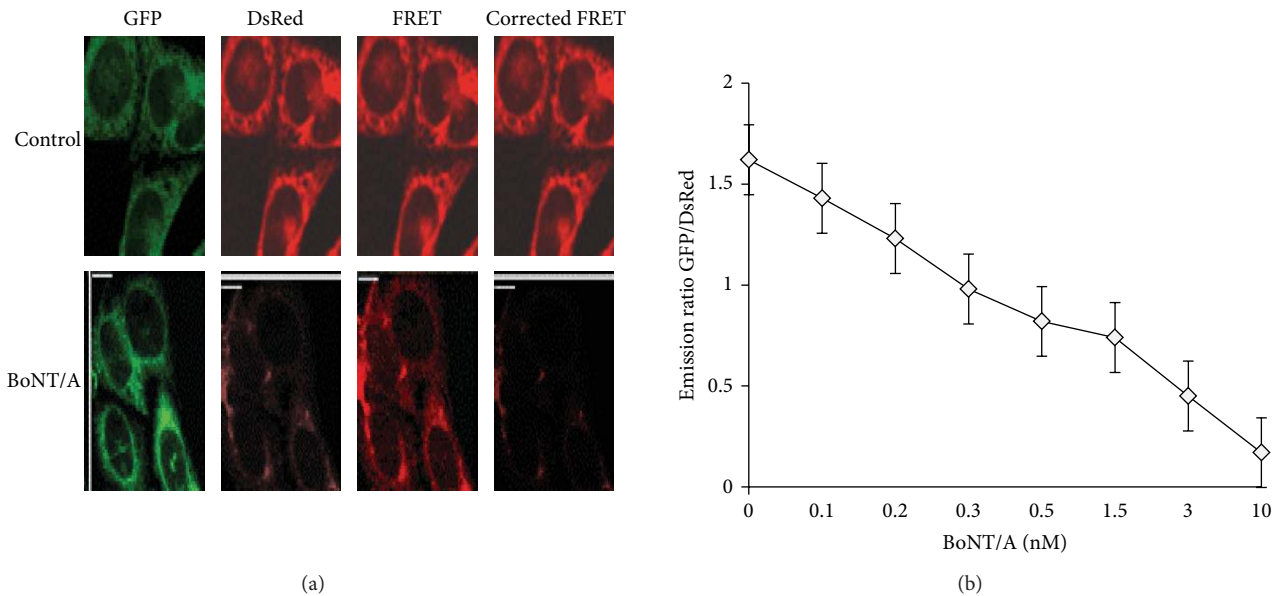 GFP DsRed FRET Corrected FRET
Control
BoNT/A
(a)
Emission ratio GFP/DsRed
2
1.5
1
0.5
0
0 0.1 0.2 0.3 0.5 1.5 3 10
BoNT/A (nM)
(b)